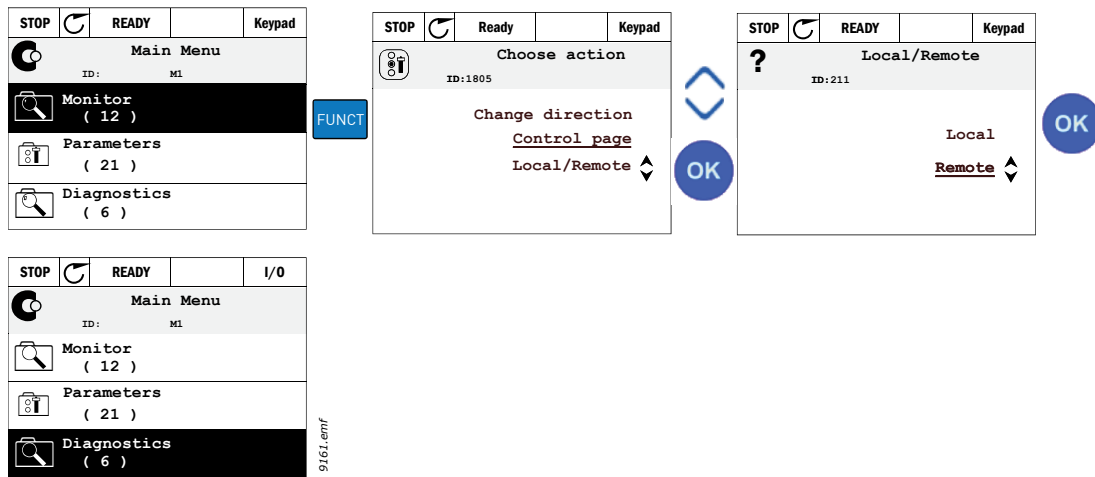 STOP READY Keypad
Main Menu
ID: M1
Monitor
( 12 )
Parameters
( 21 )
Diagnostics
( 6 )
FUNCT
STOP Ready Keypad
Choose action
ID:1805
Change direction
Control page
Local/Remote
OK
STOP READY Keypad
? Local/Remote
ID:211
Local
Remote
OK
STOP READY I/0
Main Menu
ID: M1
Monitor
( 12 )
Parameters
( 21 )
Diagnostics
( 6 )
9161.emf